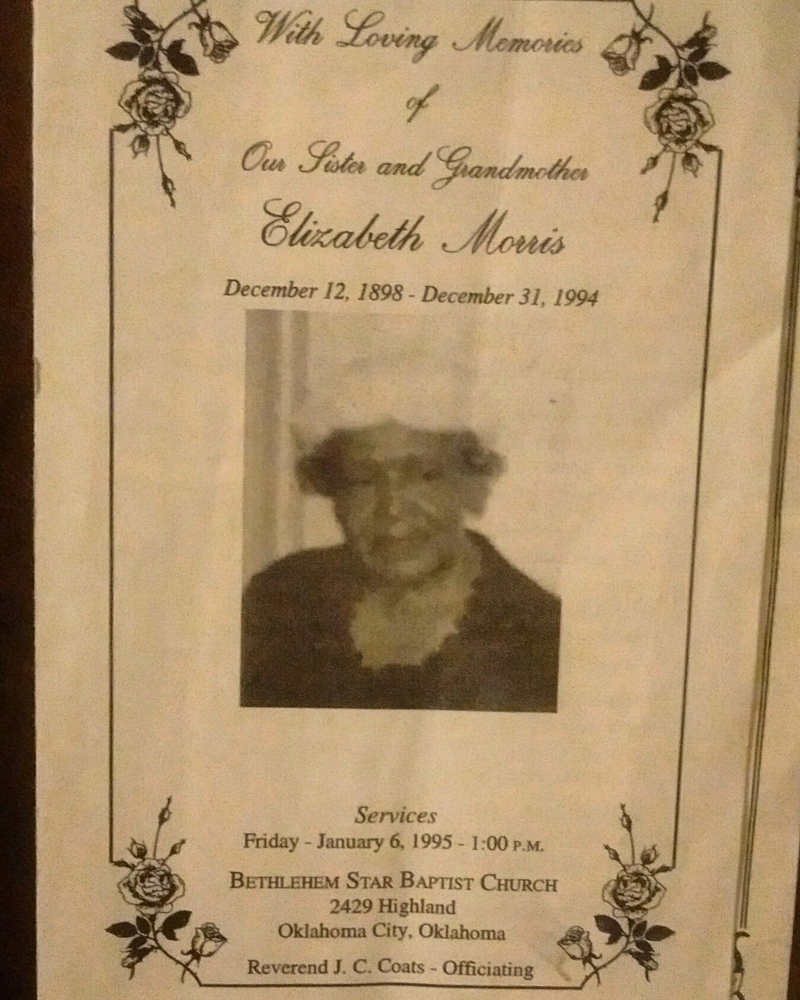 With Loving Memories
of
Our Sister and Grandmother
Elizabeth Morris
December 12, 1898 - December 31, 1994
Services
Friday - January 6, 1995 - 1:00 P.M.
BETHLEHEM STAR BAPTIST CHURCH
2429 Highland
Oklahoma City, Oklahoma
Reverend J. C. Coats - Officiating